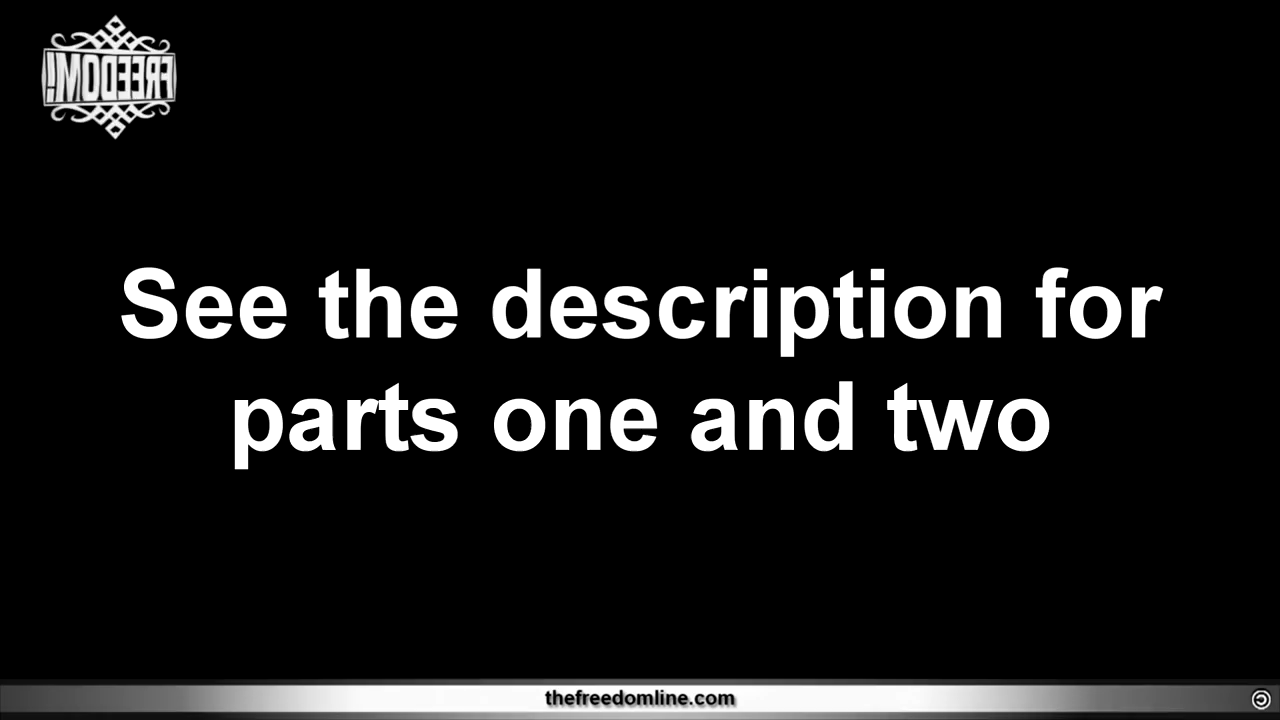 FREEDOM!
See the description for
parts one and two
thefreedomline.com